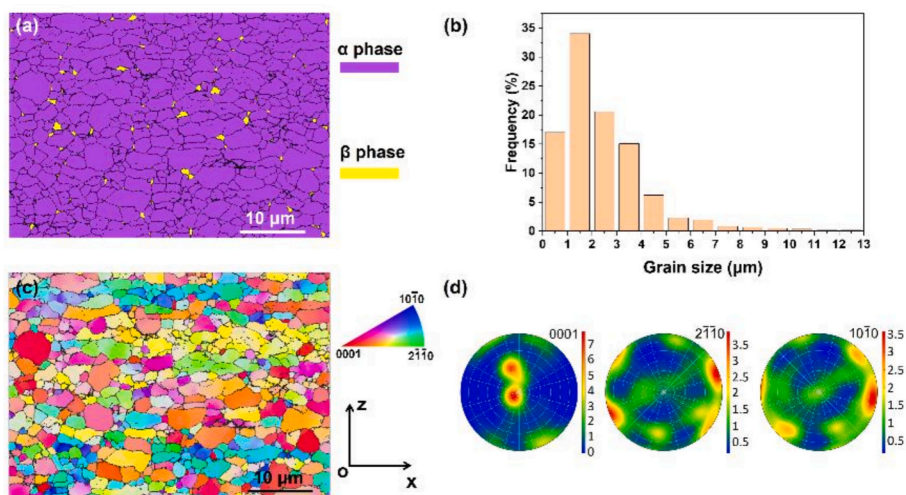 (a)
α phase
β phase
10 μm
(b)
Frequency (%)
35
30
25
20
15
10
5
0
0 1 2 3 4 5 6 7 8 9 10 11 12 13
Grain size (μm)
(c)
101̄0
0001
21̄1̄0
z
o
x
10 μm
(d)
0001
7
6
5
4
3
2
1
0
21̄1̄0
3.5
3
2.5
2
1.5
1
0.5
101̄0
3.5
3
2.5
2
1.5
1
0.5